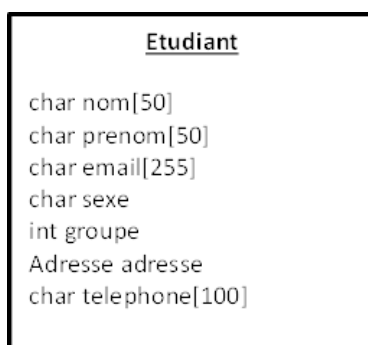 Etudiant
char nom[50]
char prenom[50]
char email[255]
char sexe
int groupe
Adresse adresse
char telephone[100]